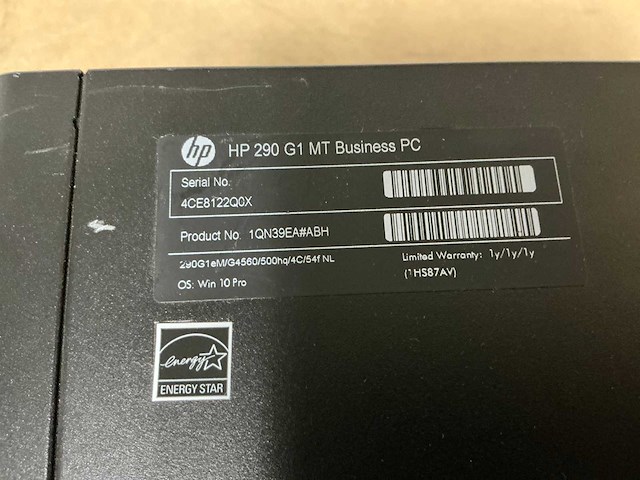 hp HP 290 G1 MT Business PC
Serial No.
4CE8122Q0X
Product No. 1QN39EA#ABH
290G1eM/G4560/500hq/4C/54f NL
Limited Warranty: 1y/1y/1y
(1HS87AV)
OS: Win 10 Pro
energy
ENERGY STAR